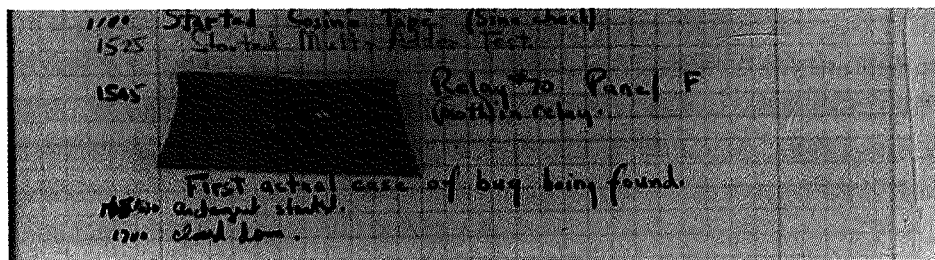 1100 Started Cosine Tape (Sine check)
1525 Started Multi Adder Test.
1545 Relay #70 Panel F
(moth) in relay.
First actual case of bug being found.
started.
1700 closed down.